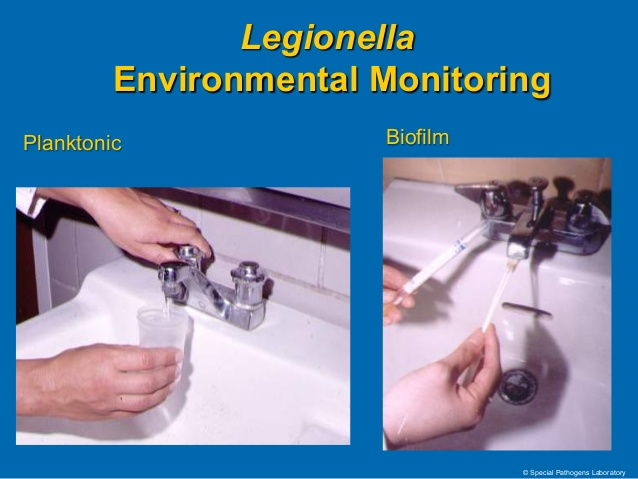 Legionella
Environmental Monitoring
Planktonic
Biofilm
© Special Pathogens Laboratory